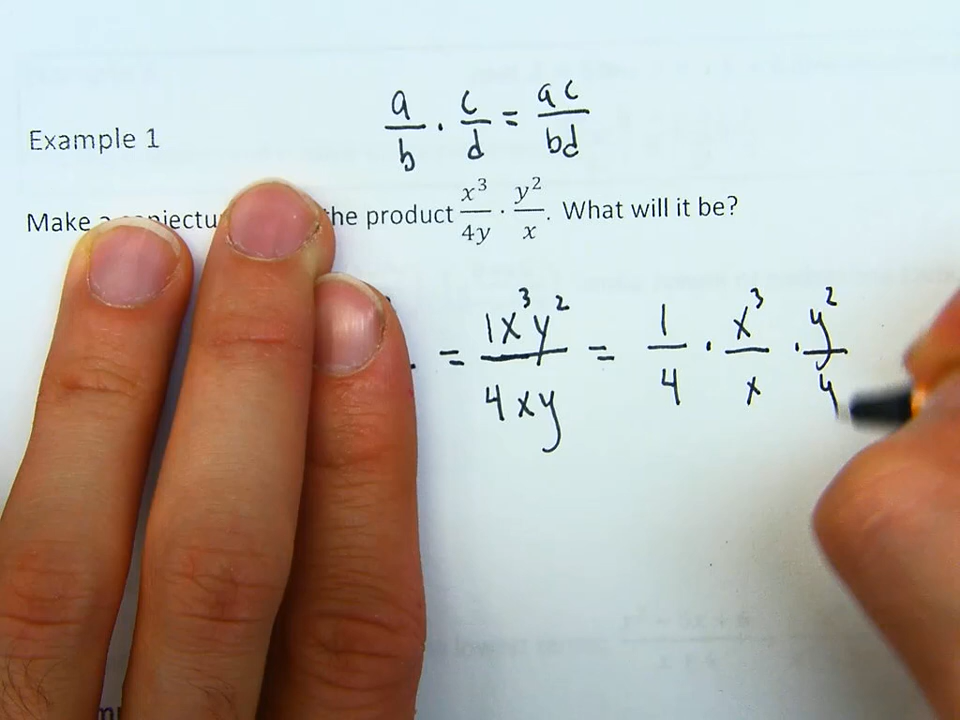 a/b · c/d = ac/bd
Example 1
Make a the product x³/4y · y²/x. What will it be?
= 1x³y²/4xy = 1/4 · x³/x · y²/y